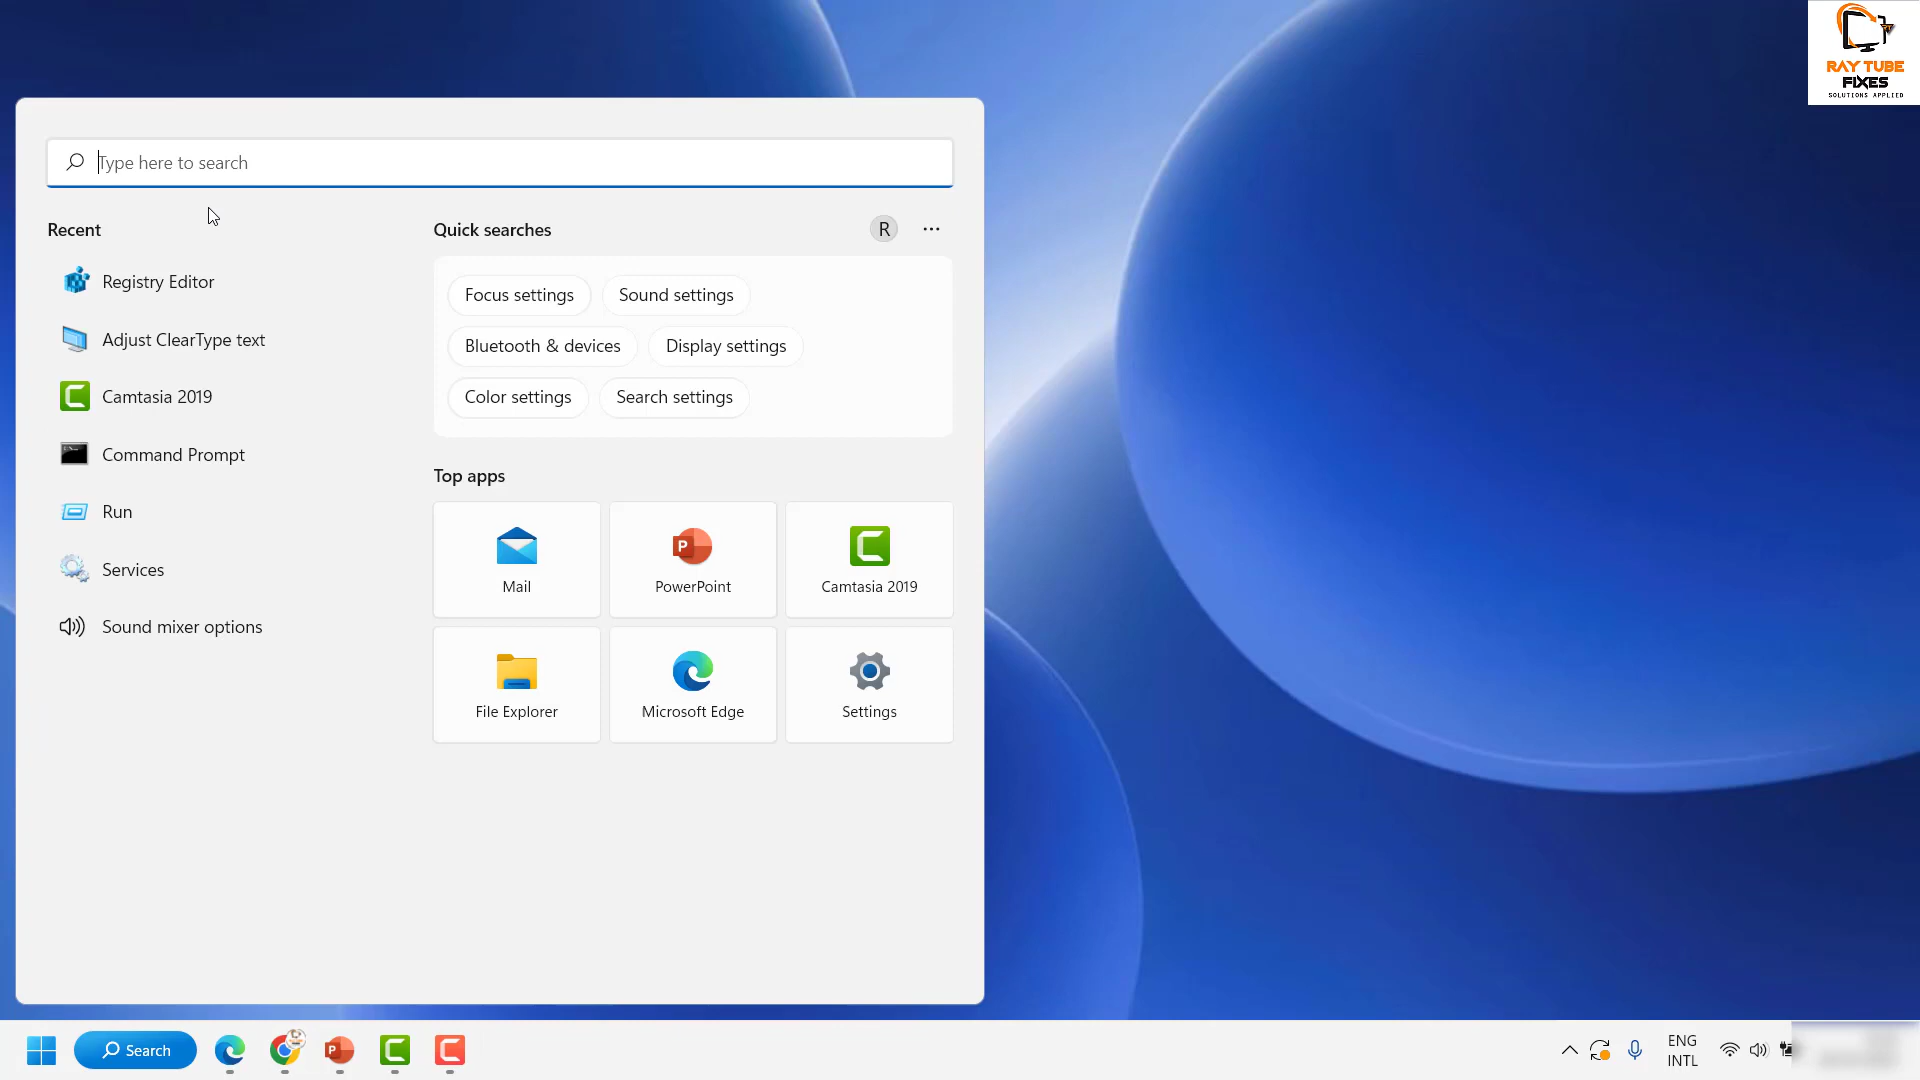 RAY TUBE
FIXES
SOLUTIONS APPLIED
Type here to search
Recent
Registry Editor
Adjust ClearType text
Camtasia 2019
Command Prompt
Run
Services
Sound mixer options
Quick searches
R
Focus settings
Sound settings
Bluetooth & devices
Display settings
Color settings
Search settings
Top apps
Mail
PowerPoint
Camtasia 2019
File Explorer
Microsoft Edge
Settings
Search
ENG
INTL